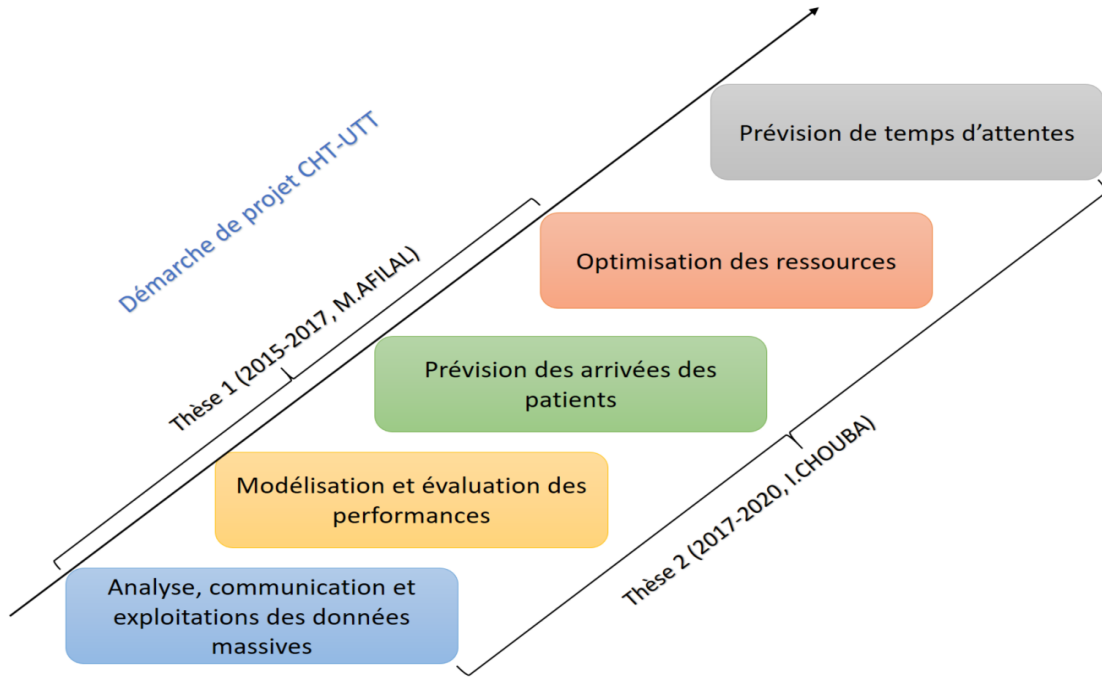 Démarche de projet CHT-UTT
Prévision de temps d'attentes
Thèse 1 (2015-2017, M.AFILAL)
Optimisation des ressources
Prévision des arrivées des
patients
Modélisation et évaluation des
performances
Thèse 2 (2017-2020, I.CHOUBA)
Analyse, communication et
exploitations des données
massives